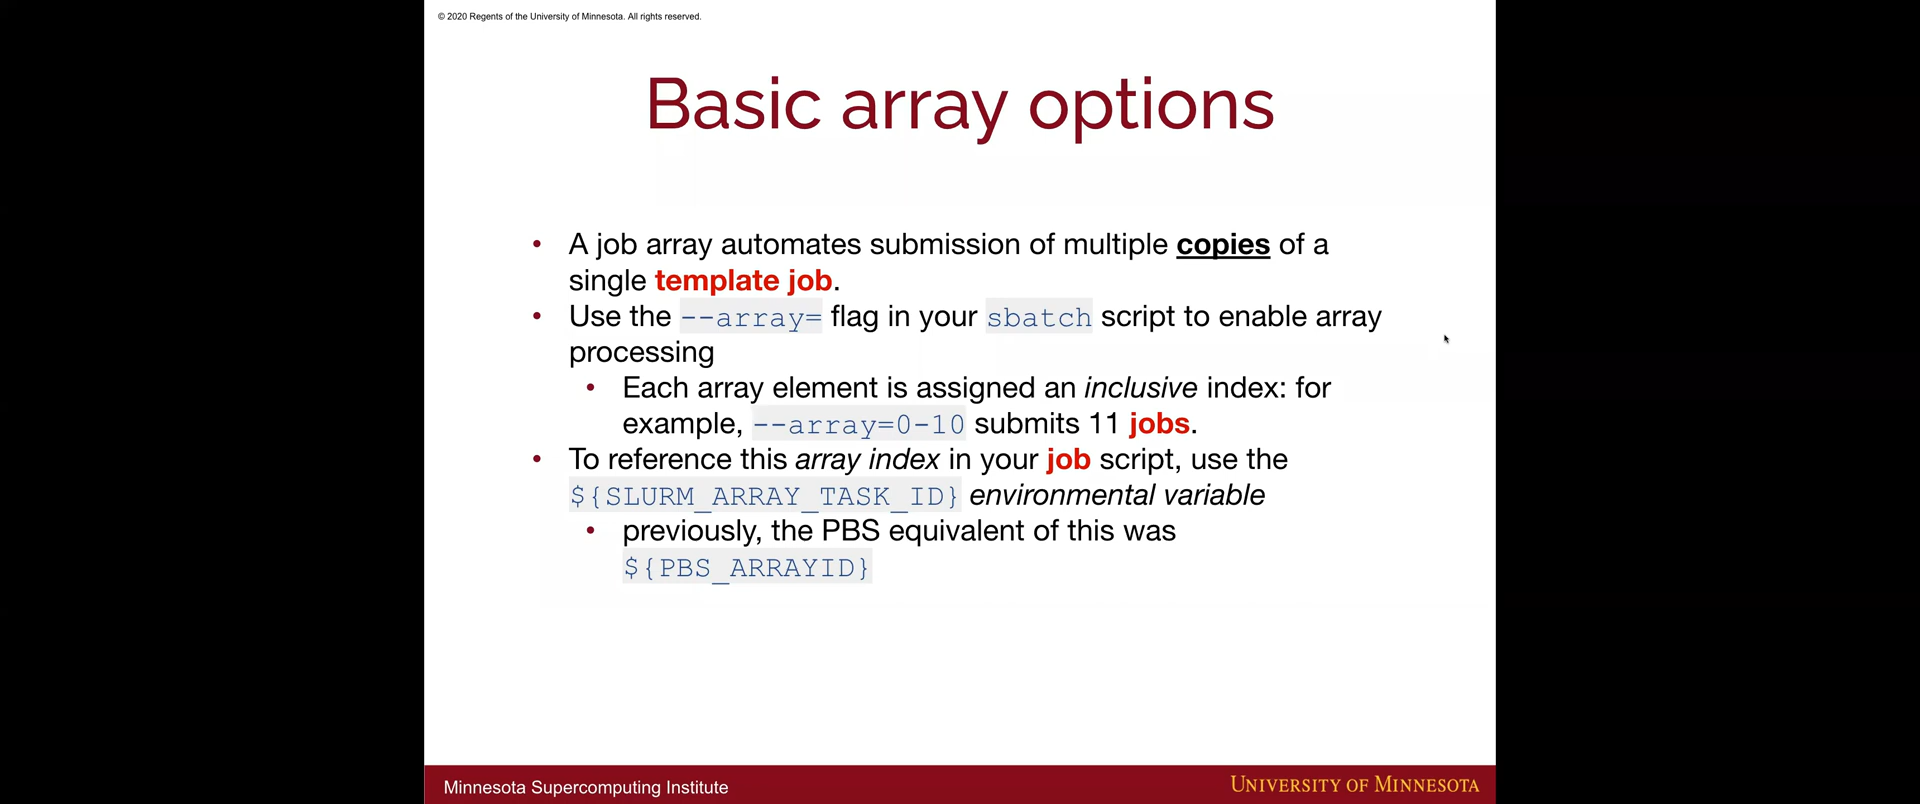 © 2020 Regents of the University of Minnesota. All rights reserved.
Basic array options
• A job array automates submission of multiple copies of a
single template job.
• Use the --array= flag in your sbatch script to enable array
processing
• Each array element is assigned an inclusive index: for
example, --array=0-10 submits 11 jobs.
• To reference this array index in your job script, use the
${SLURM_ARRAY_TASK_ID} environmental variable
• previously, the PBS equivalent of this was
${PBS_ARRAYID}
Minnesota Supercomputing Institute
UNIVERSITY OF MINNESOTA